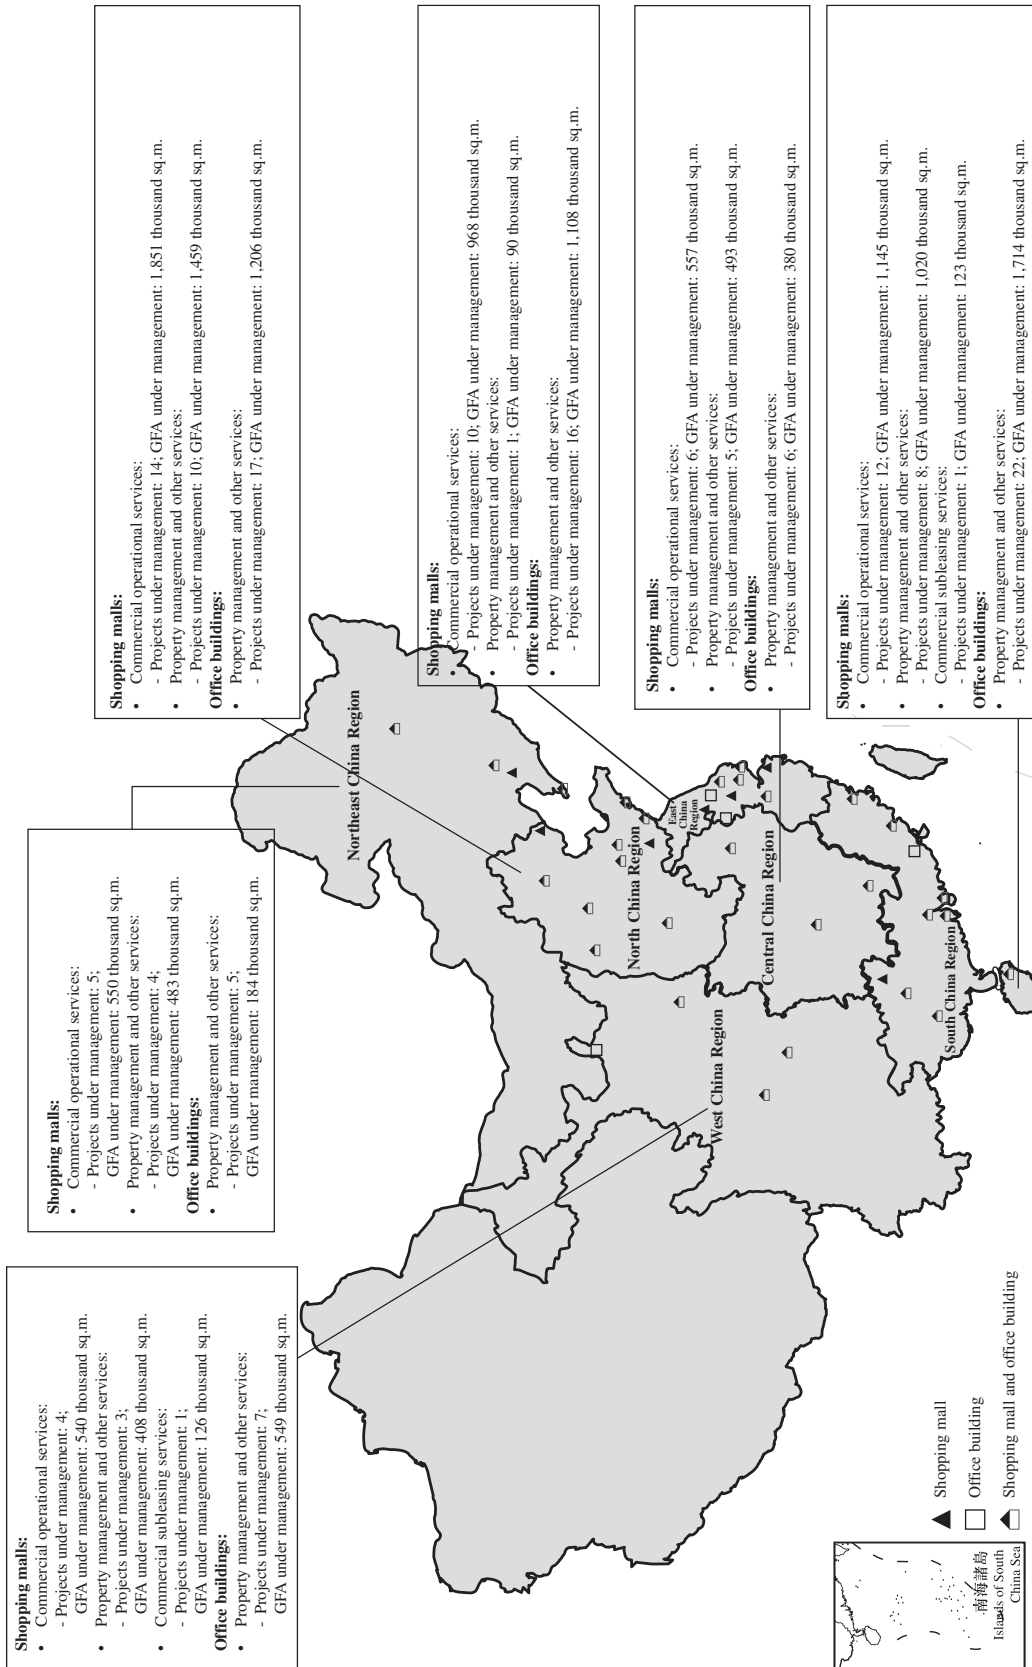 Shopping malls:
• Commercial operational services:
- Projects under management: 4;
GFA under management: 540 thousand sq.m.
• Property management and other services:
- Projects under management: 3;
GFA under management: 408 thousand sq.m.
• Commercial subleasing services:
- Projects under management: 1;
GFA under management: 126 thousand sq.m.
Office buildings:
• Property management and other services:
- Projects under management: 7;
GFA under management: 549 thousand sq.m.
Shopping malls:
• Commercial operational services:
- Projects under management: 5;
GFA under management: 550 thousand sq.m.
• Property management and other services:
- Projects under management: 4;
GFA under management: 483 thousand sq.m.
Office buildings:
• Property management and other services:
- Projects under management: 5;
GFA under management: 184 thousand sq.m.
Shopping malls:
• Commercial operational services:
- Projects under management: 14; GFA under management: 1,851 thousand sq.m.
• Property management and other services:
- Projects under management: 10; GFA under management: 1,459 thousand sq.m.
Office buildings:
• Property management and other services:
- Projects under management: 17; GFA under management: 1,206 thousand sq.m.
Shopping malls:
• Commercial operational services:
- Projects under management: 10; GFA under management: 968 thousand sq.m.
• Property management and other services:
- Projects under management: 1; GFA under management: 90 thousand sq.m.
Office buildings:
• Property management and other services:
- Projects under management: 16; GFA under management: 1,108 thousand sq.m.
Shopping malls:
• Commercial operational services:
- Projects under management: 6; GFA under management: 557 thousand sq.m.
• Property management and other services:
- Projects under management: 5; GFA under management: 493 thousand sq.m.
Office buildings:
• Property management and other services:
- Projects under management: 6; GFA under management: 380 thousand sq.m.
Shopping malls:
• Commercial operational services:
- Projects under management: 12; GFA under management: 1,145 thousand sq.m.
• Property management and other services:
- Projects under management: 8; GFA under management: 1,020 thousand sq.m.
• Commercial subleasing services:
- Projects under management: 1; GFA under management: 123 thousand sq.m.
Office buildings:
• Property management and other services:
- Projects under management: 22; GFA under management: 1,714 thousand sq.m.
Northeast China Region
North China Region
East
China
Region
Central China Region
West China Region
South China Region
Shopping mall
Office building
Shopping mall and office building
南海諸島
Islands of South
China Sea